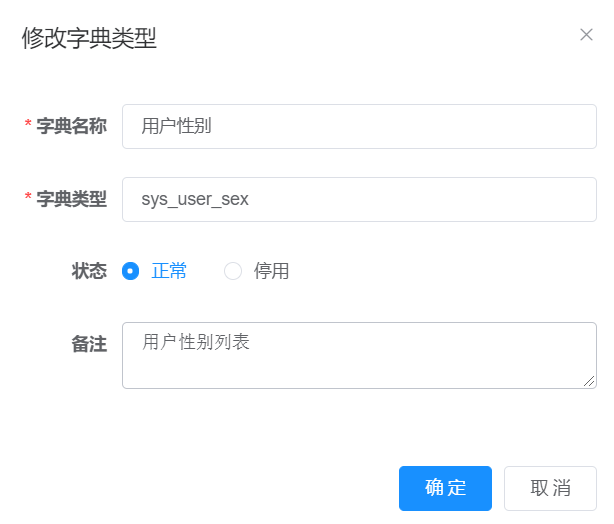 修改字典类型
* 字典名称 用户性别
* 字典类型 sys_user_sex
状态 正常 停用
备注 用户性别列表
确定 取消